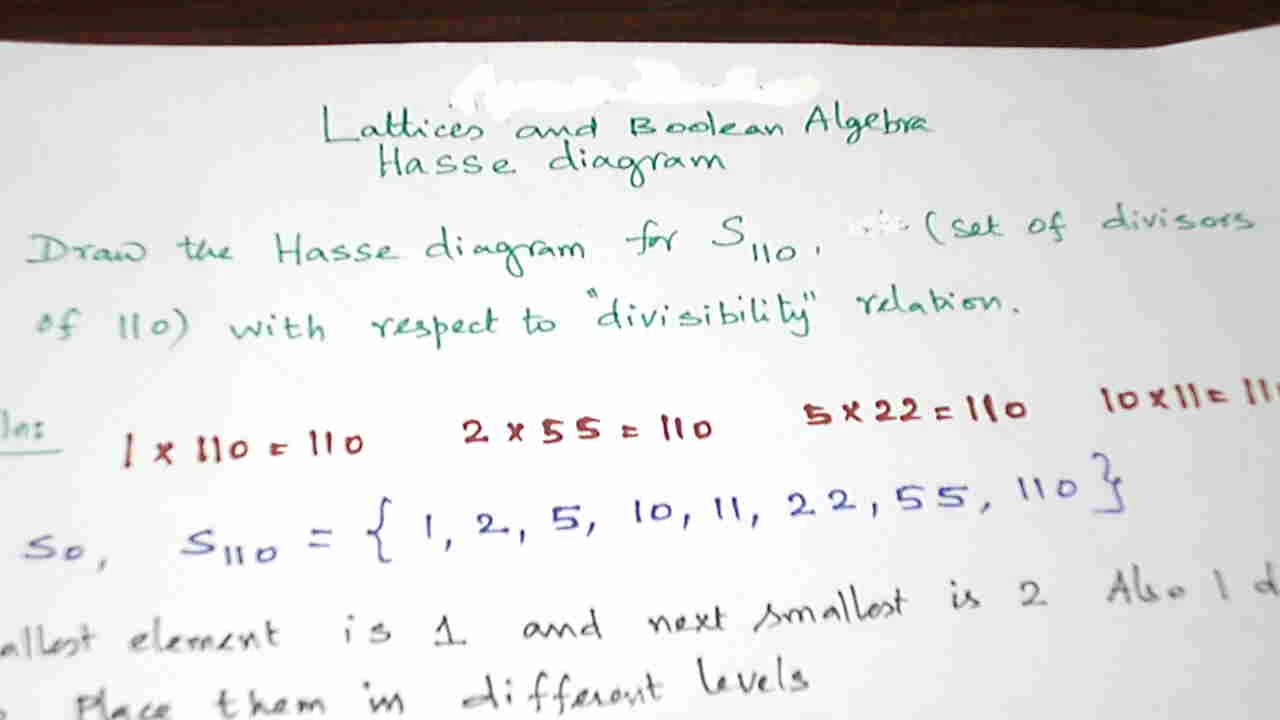 Lattices and Boolean Algebra
Hasse diagram
Draw the Hasse diagram for S110, (set of divisors
of 110) with respect to "divisibility" relation.
1 x 110 = 110 2 x 55 = 110 5 x 22 = 110 10 x 11 =
So, S110 = { 1, 2, 5, 10, 11, 22, 55, 110 }
element is 1 and next smallest is 2 Also 1
Place them in different levels